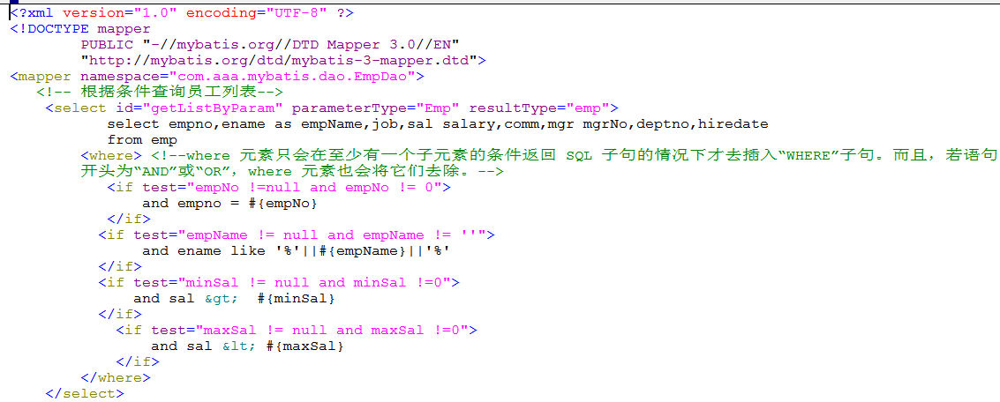 <?xml version="1.0" encoding="UTF-8" ?>
<!DOCTYPE mapper
        PUBLIC "-//mybatis.org//DTD Mapper 3.0//EN"
        "http://mybatis.org/dtd/mybatis-3-mapper.dtd">
<mapper namespace="com.aaa.mybatis.dao.EmpDao">
   <!-- 根据条件查询员工列表-->
    <select id="getListByParam" parameterType="Emp" resultType="emp">
           select empno,ename as empName,job,sal salary,comm,mgr mgrNo,deptno,hiredate
           from emp
        <where> <!--where 元素只会在至少有一个子元素的条件返回 SQL 子句的情况下才去插入“WHERE”子句。而且，若语句
        开头为“AND”或“OR”，where 元素也会将它们去除。-->
           <if test="empNo !=null and empNo != 0">
               and empno = #{empNo}
           </if>
          <if test="empName != null and empName != ''">
               and ename like '%'||#{empName}||'%'
          </if>
          <if test="minSal != null and minSal !=0">
              and sal &gt;  #{minSal}
          </if>
            <if test="maxSal != null and maxSal !=0">
                and sal &lt; #{maxSal}
            </if>
        </where>
    </select>